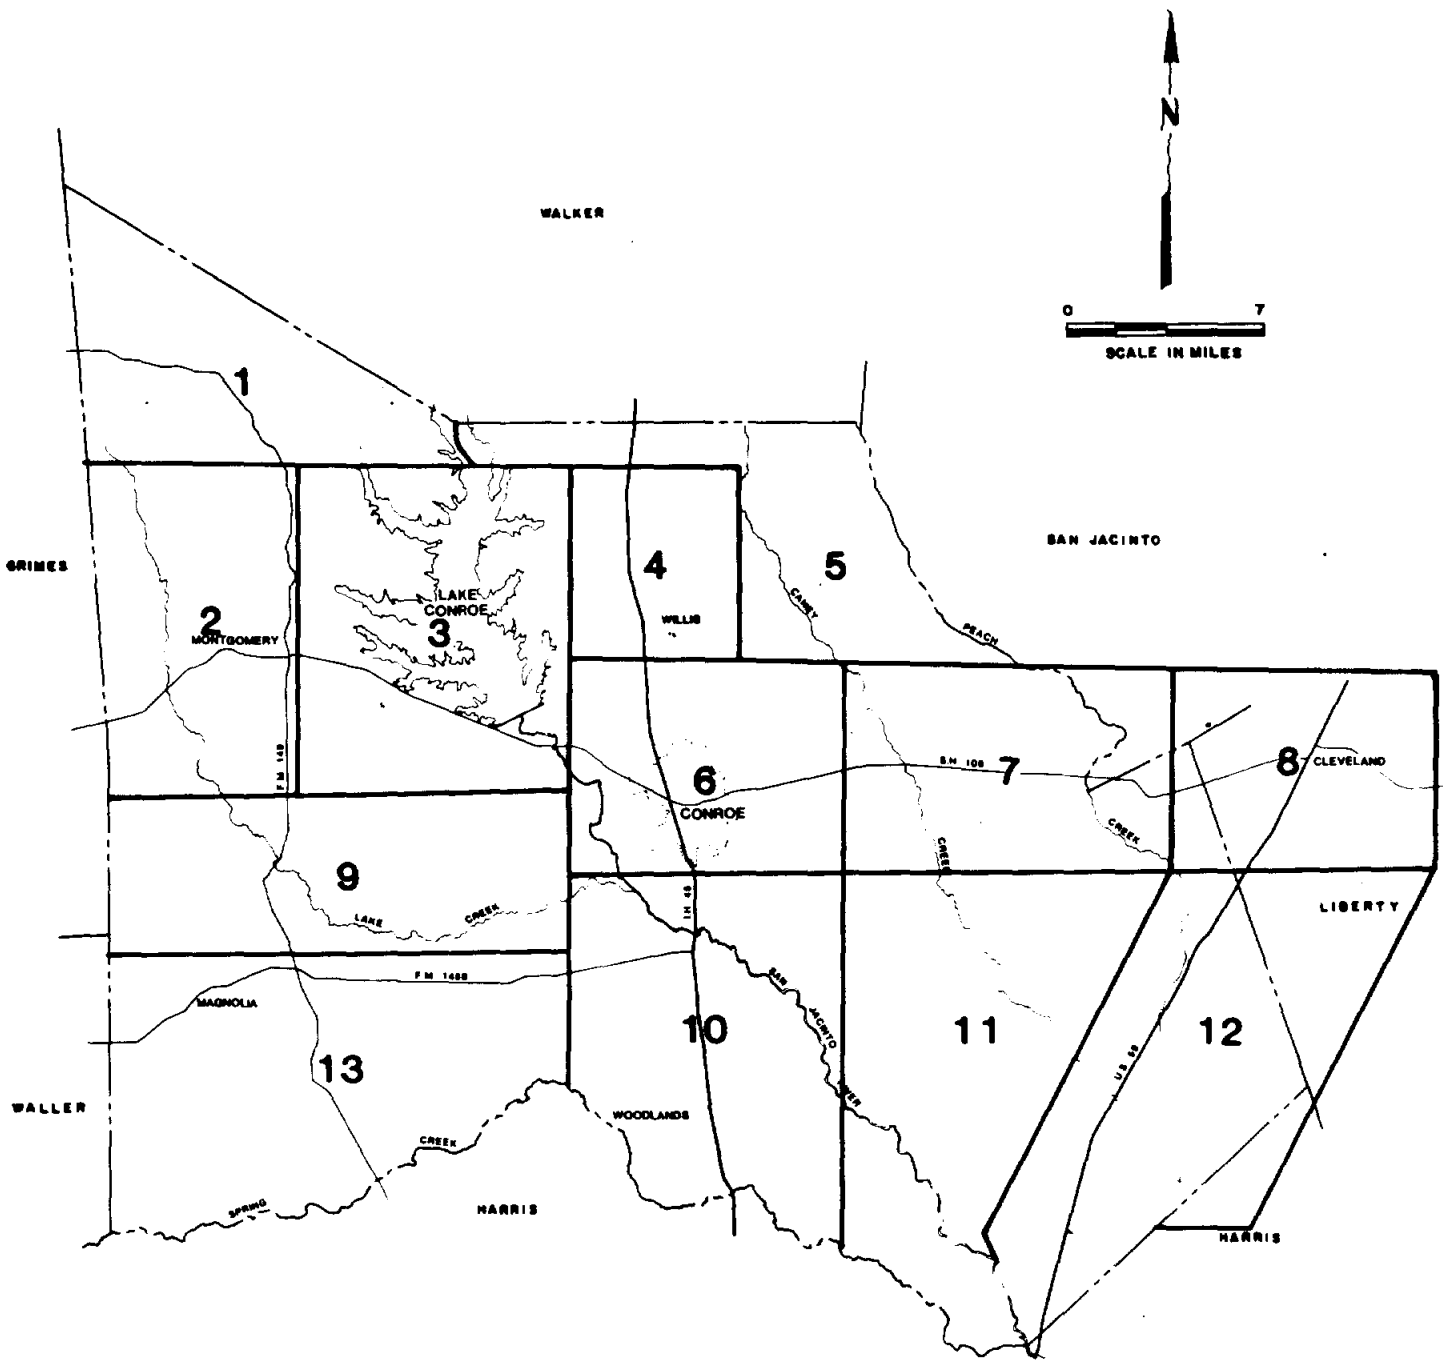 N
WALKER
0 7
SCALE IN MILES
1
SAN JACINTO
GRIMES
4
5
LAKE
CONROE
CANEY
2
WILLIS
3
MONTGOMERY
PEACH
F.M. 149
S.H. 105
7
8
CLEVELAND
6
CONROE
CREEK
CREEK
9
LAKE
CREEK
I.H. 45
LIBERTY
F.M. 1488
SAN
MAGNOLIA
JACINTO
10
11
12
13
U.S. 59
RIVER
WALLER
WOODLANDS
CREEK
SPRING
HARRIS
HARRIS